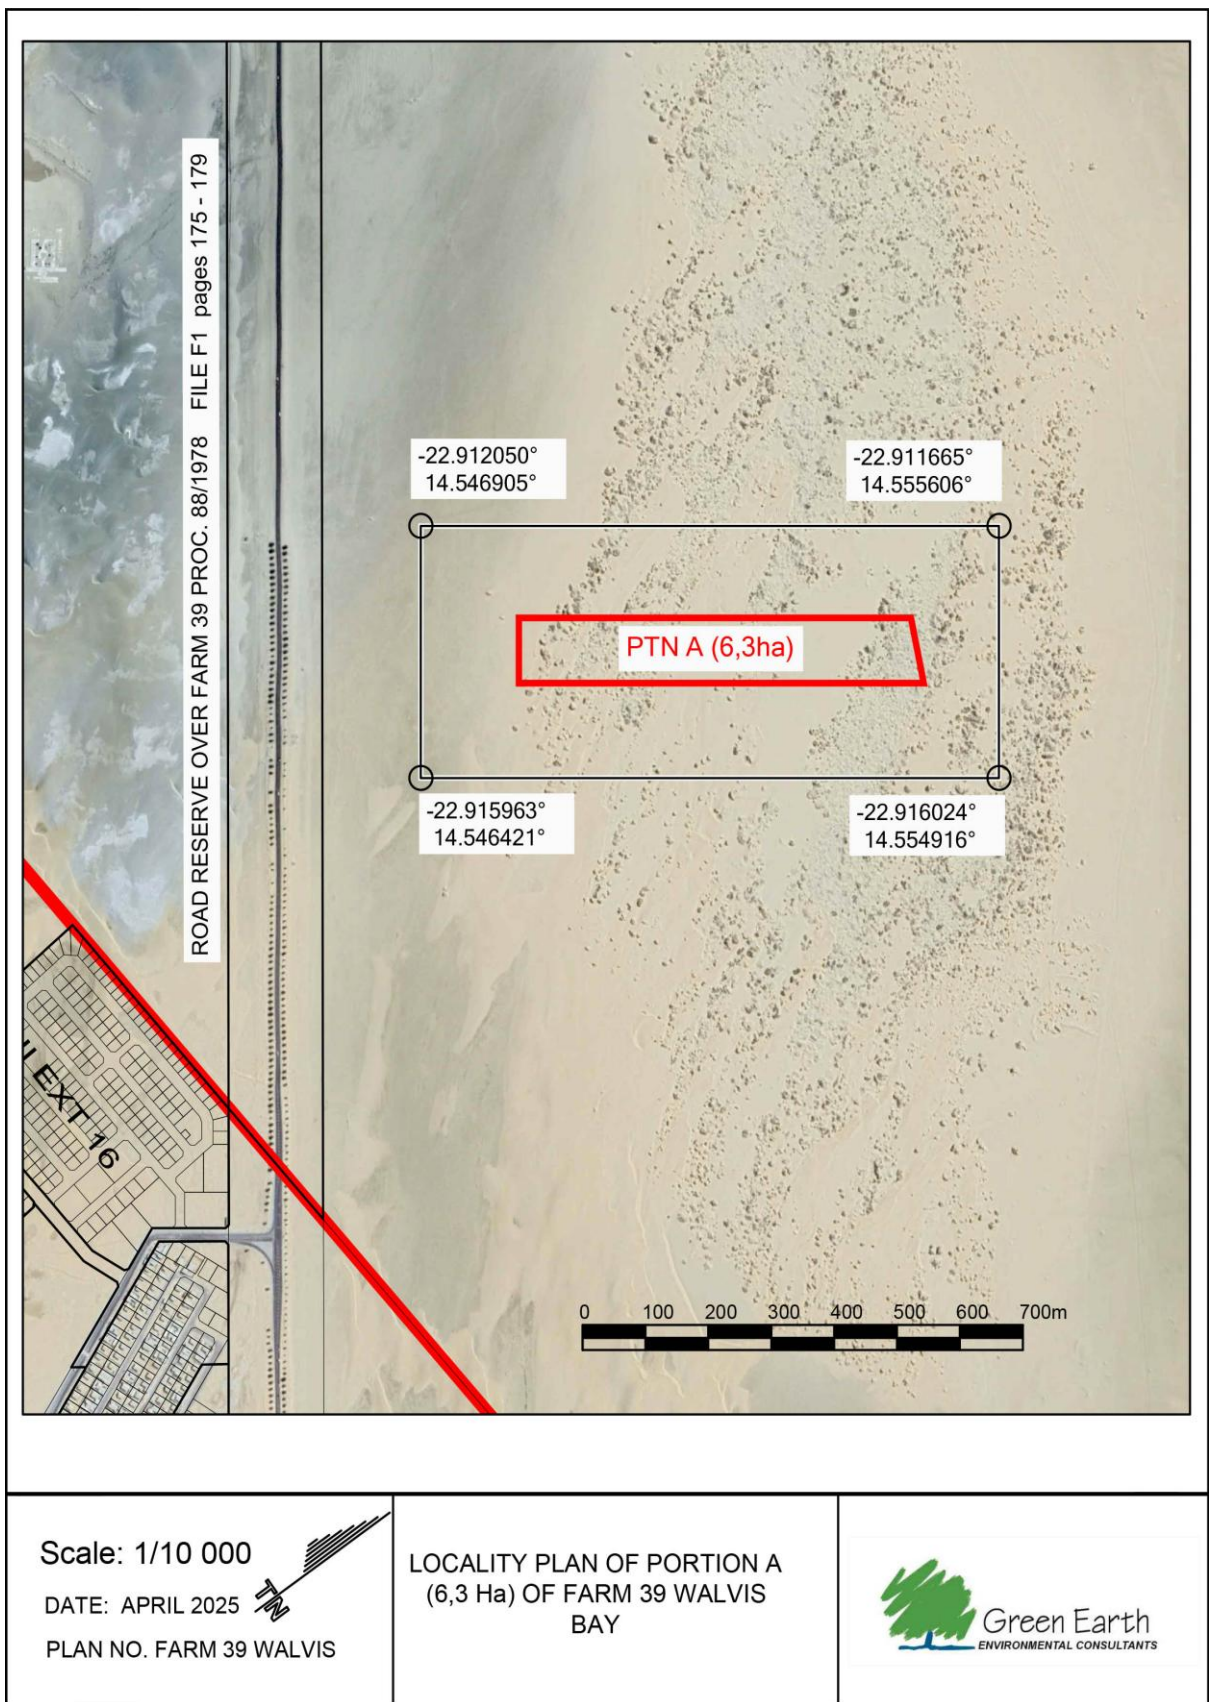 ROAD RESERVE OVER FARM 39 PROC. 88/1978 FILE F1 pages 175 - 179
-22.912050°
14.546905°
-22.911665°
14.555606°
PTN A (6,3ha)
-22.915963°
14.546421°
-22.916024°
14.554916°
EXT 16
0 100 200 300 400 500 600 700m
Scale: 1/10 000
DATE: APRIL 2025
TN
PLAN NO. FARM 39 WALVIS
LOCALITY PLAN OF PORTION A
(6,3 Ha) OF FARM 39 WALVIS
BAY
Green Earth
ENVIRONMENTAL CONSULTANTS